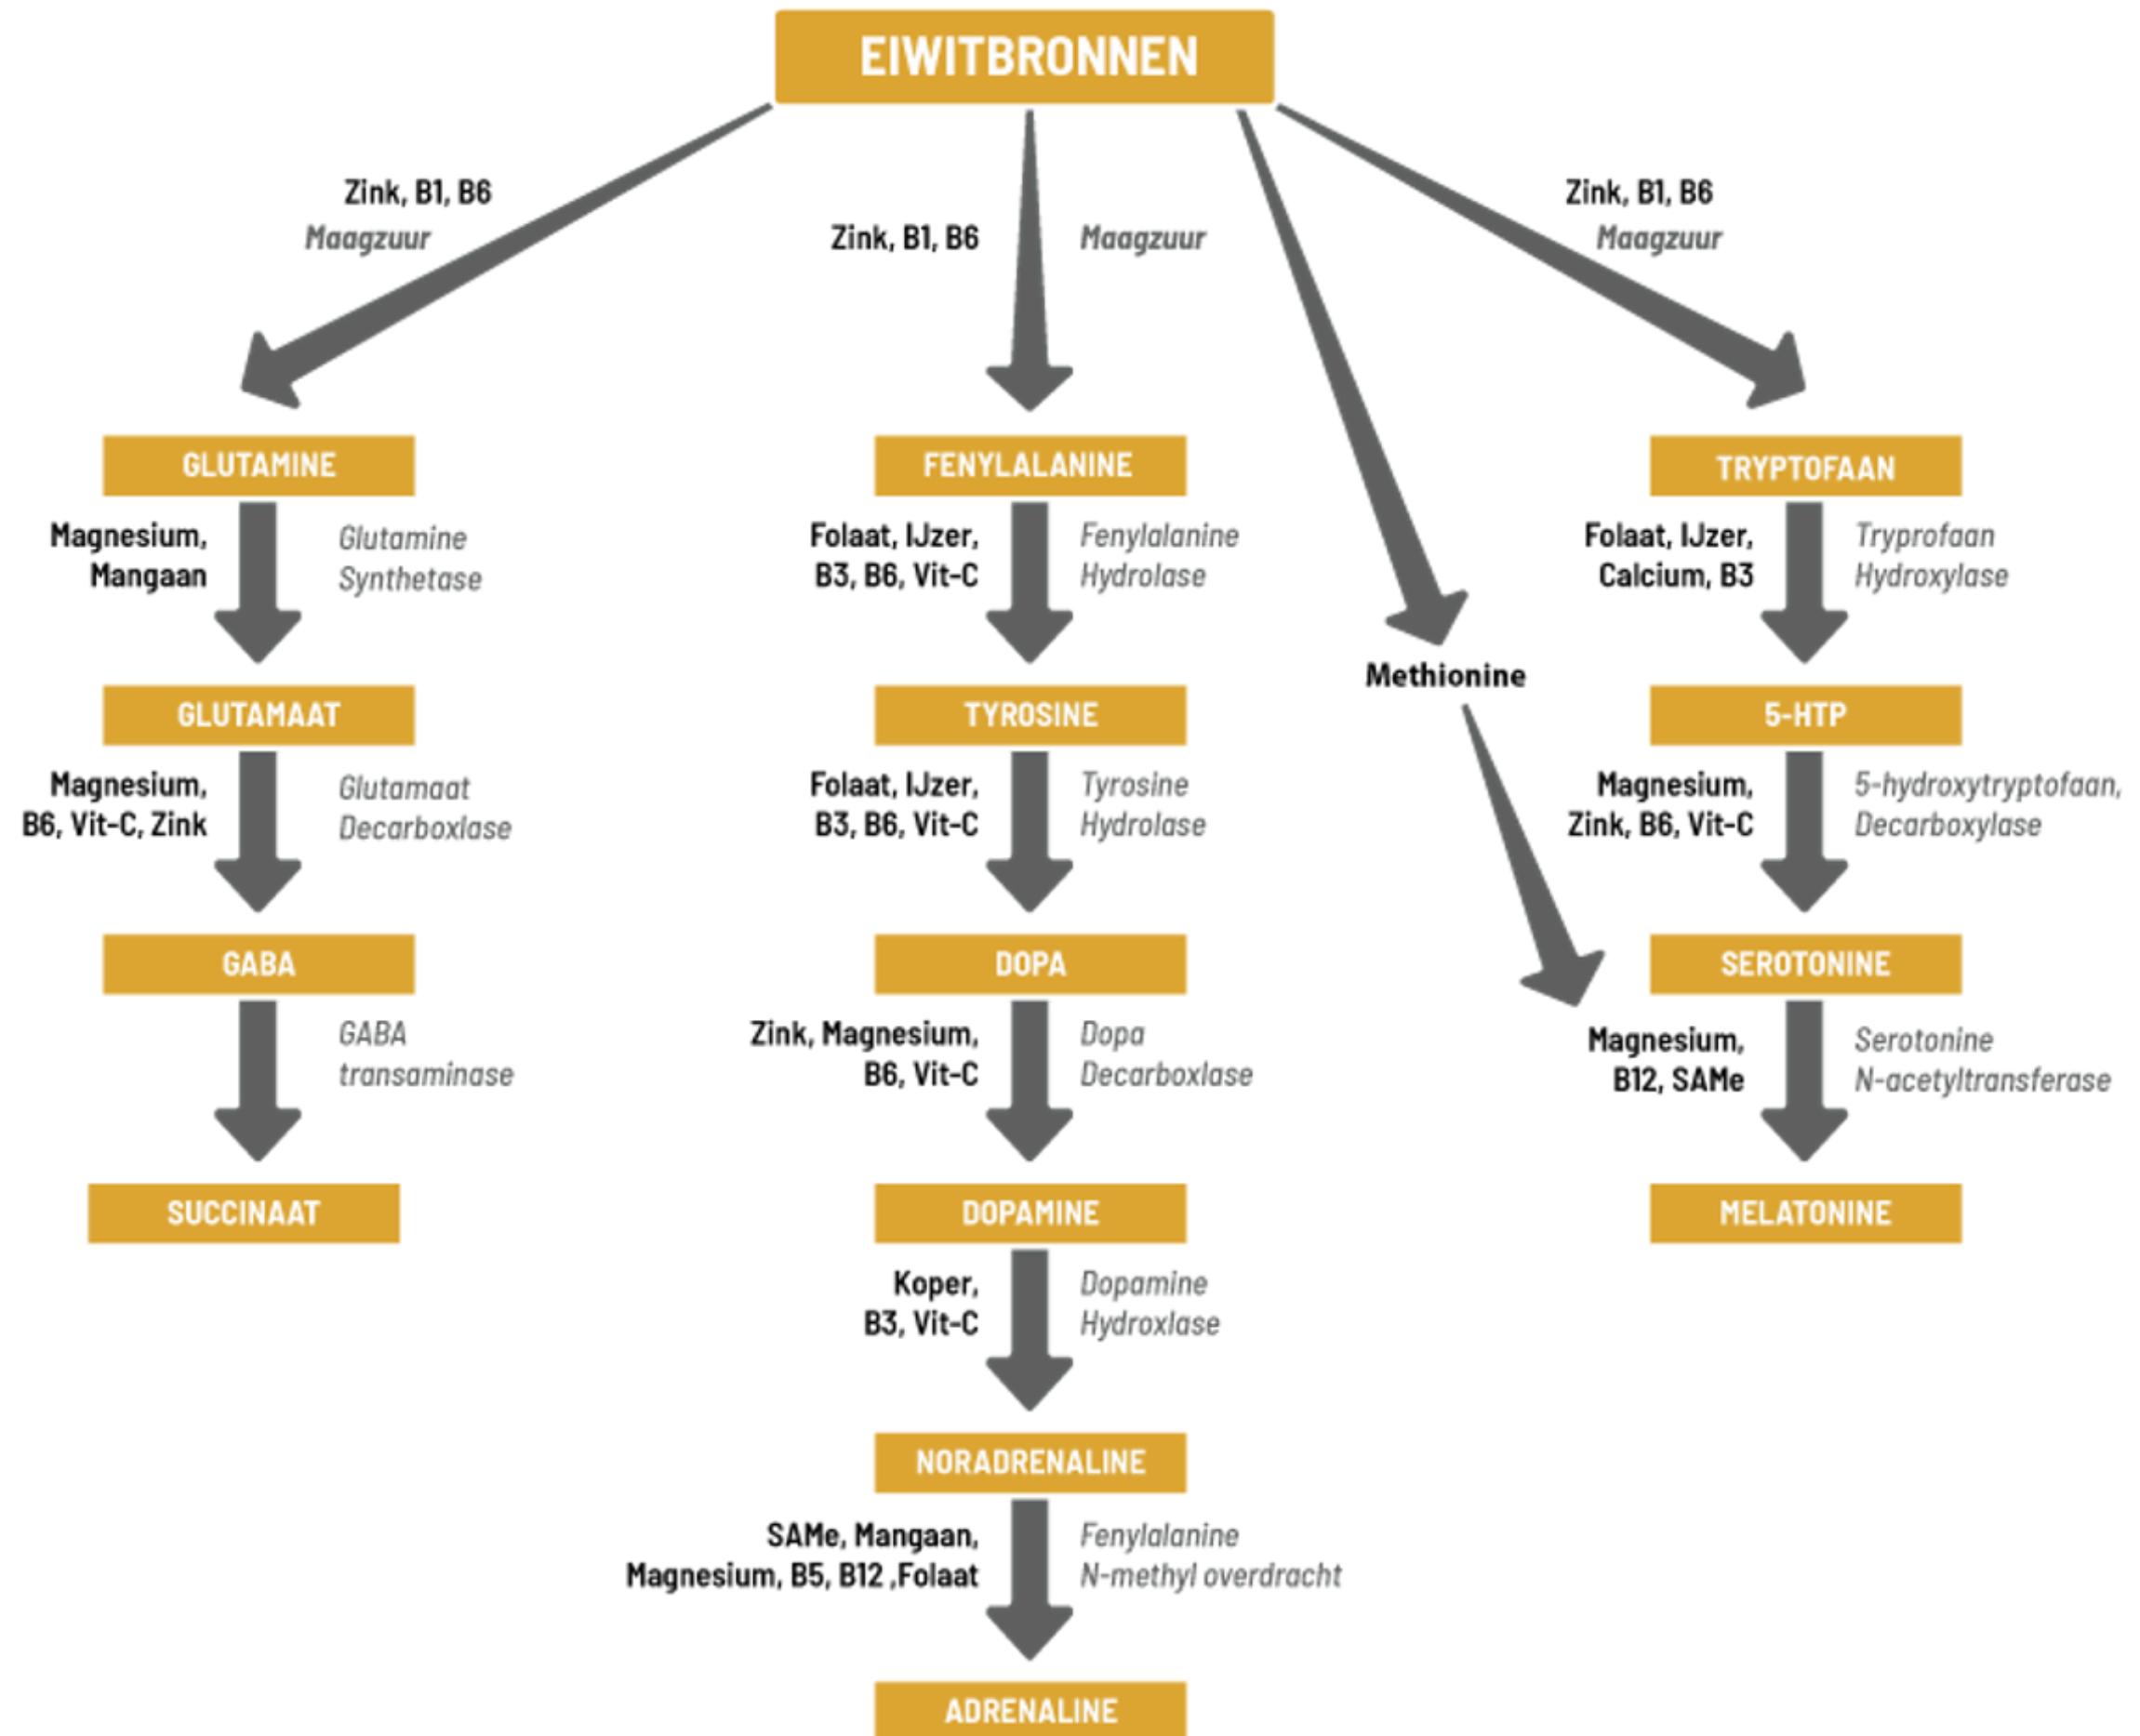 EIWITBRONNEN
Zink, B1, B6
Maagzuur
Zink, B1, B6
Maagzuur
Zink, B1, B6
Maagzuur
GLUTAMINE
FENYLALANINE
TRYPTOFAAN
Magnesium,
Mangaan
Glutamine
Synthetase
Folaat, IJzer,
B3, B6, Vit-C
Fenylalanine
Hydrolase
Folaat, IJzer,
Calcium, B3
Tryprofaan
Hydroxylase
Methionine
GLUTAMAAT
TYROSINE
5-HTP
Magnesium,
B6, Vit-C, Zink
Glutamaat
Decarboxlase
Folaat, IJzer,
B3, B6, Vit-C
Tyrosine
Hydrolase
Magnesium,
Zink, B6, Vit-C
5-hydroxytryptofaan,
Decarboxylase
GABA
DOPA
SEROTONINE
GABA
transaminase
Zink, Magnesium,
B6, Vit-C
Dopa
Decarboxlase
Magnesium,
B12, SAMe
Serotonine
N-acetyltransferase
SUCCINAAT
DOPAMINE
MELATONINE
Koper,
B3, Vit-C
Dopamine
Hydroxlase
NORADRENALINE
SAMe, Mangaan,
Magnesium, B5, B12 ,Folaat
Fenylalanine
N-methyl overdracht
ADRENALINE